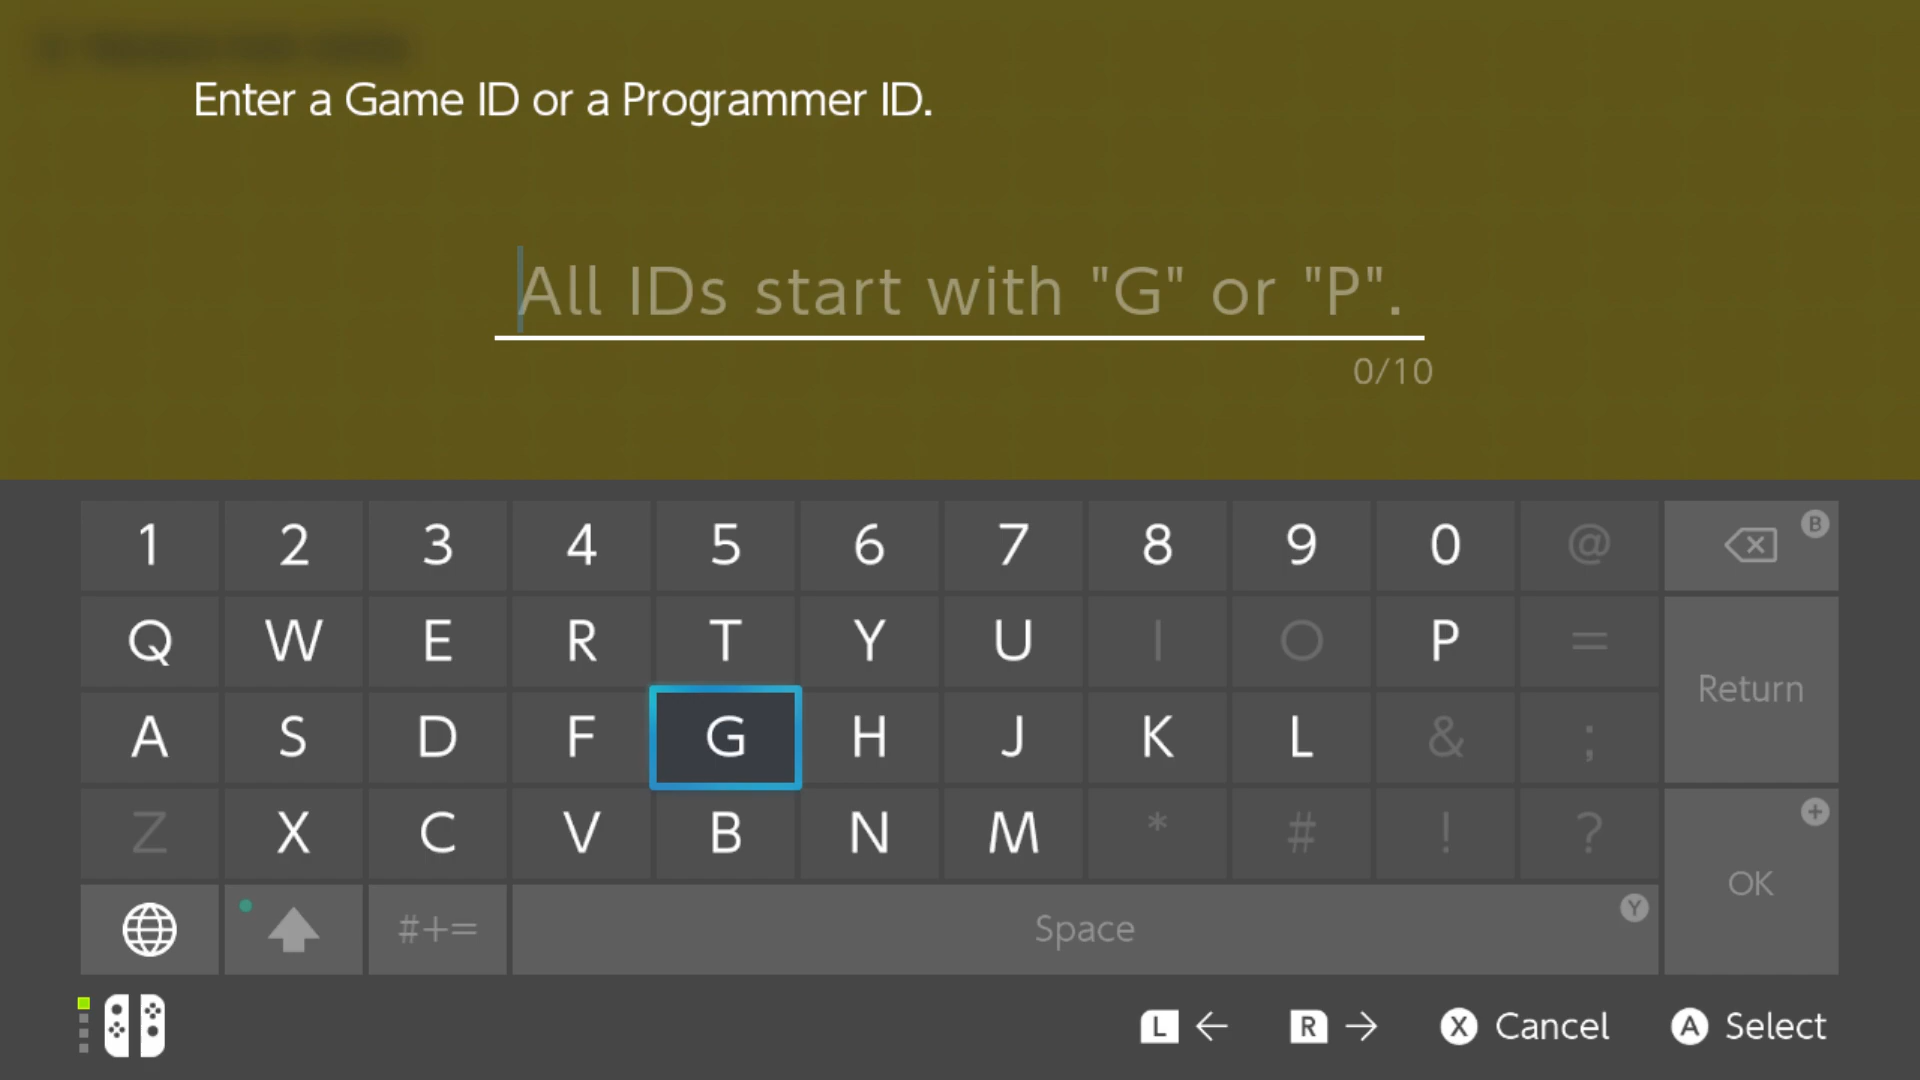 Enter a Game ID or a Programmer ID.
All IDs start with "G" or "P".
0/10
1 2 3 4 5 6 7 8 9 0 @ B
Q W E R T Y U I O P =
Return
A S D F G H J K L & ;
Z X C V B N M * # ! ? +
OK
#+= Space Y
L ← R → X Cancel A Select